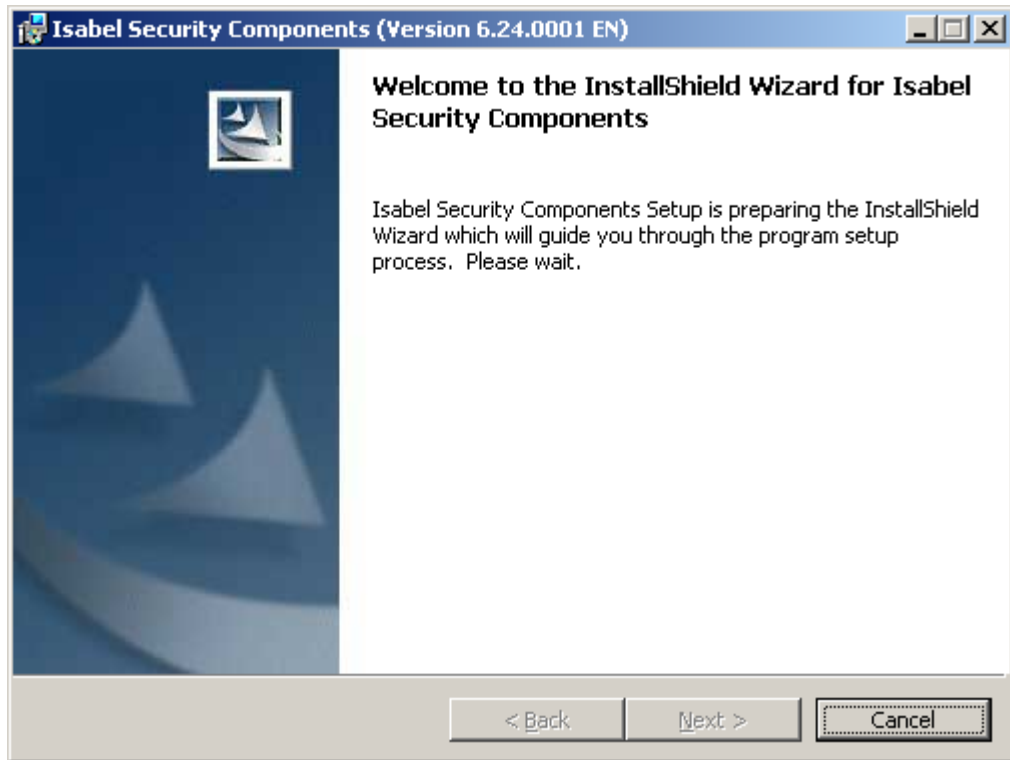 Isabel Security Components (Version 6.24.0001 EN)
Welcome to the InstallShield Wizard for Isabel
Security Components
Isabel Security Components Setup is preparing the InstallShield
Wizard which will guide you through the program setup
process.  Please wait.
< Back
Next >
Cancel